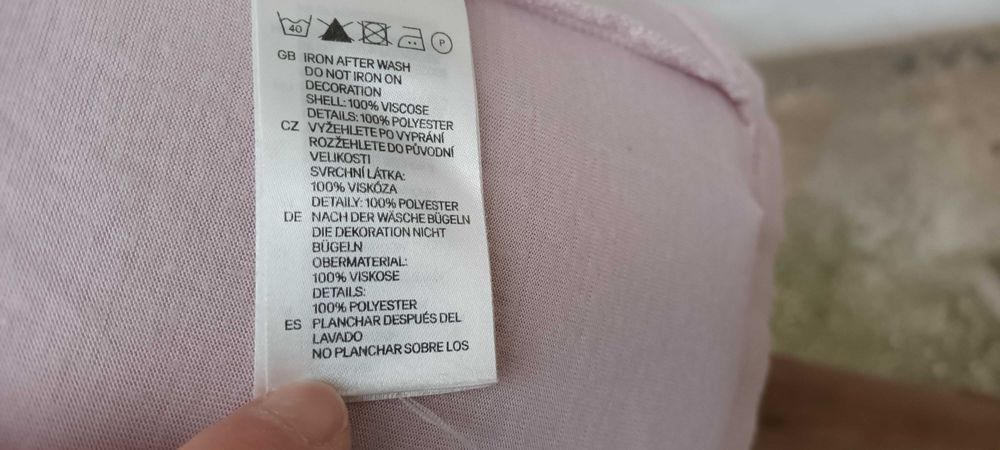 40 P
GB IRON AFTER WASH
DO NOT IRON ON
DECORATION
SHELL: 100% VISCOSE
DETAILS: 100% POLYESTER
CZ VYŽEHLETE PO VYPRÁNÍ
ROZŽEHLETE DO PŮVODNÍ
VELIKOSTI
SVRCHNÍ LÁTKA:
100% VISKÓZA
DETAILY: 100% POLYESTER
DE NACH DER WÄSCHE BÜGELN
DIE DEKORATION NICHT
BÜGELN
OBERMATERIAL:
100% VISKOSE
DETAILS:
100% POLYESTER
ES PLANCHAR DESPUÉS DEL
LAVADO
NO PLANCHAR SOBRE LOS